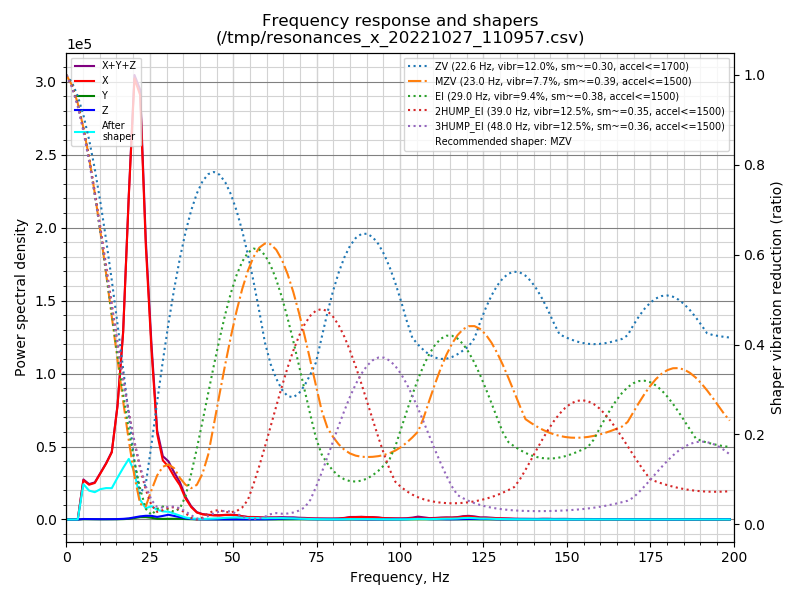 Frequency response and shapers
(/tmp/resonances_x_20221027_110957.csv)
1e5
X+Y+Z
X
Y
Z
After
shaper
ZV (22.6 Hz, vibr=12.0%, sm~=0.30, accel<=1700)
MZV (23.0 Hz, vibr=7.7%, sm~=0.39, accel<=1500)
EI (29.0 Hz, vibr=9.4%, sm~=0.38, accel<=1500)
2HUMP_EI (39.0 Hz, vibr=12.5%, sm~=0.35, accel<=1500)
3HUMP_EI (48.0 Hz, vibr=12.5%, sm~=0.36, accel<=1500)
Recommended shaper: MZV
Power spectral density
3.0
2.5
2.0
1.5
1.0
0.5
0.0
1.0
0.8
0.6
0.4
0.2
0.0
Shaper vibration reduction (ratio)
0 25 50 75 100 125 150 175 200
Frequency, Hz